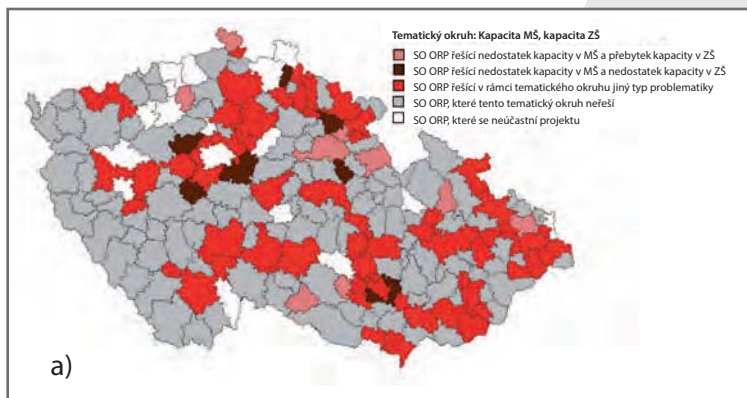 Tematický okruh: Kapacita MŠ, kapacita ZŠ
SO ORP řešící nedostatek kapacity v MŠ a přebytek kapacity v ZŠ
SO ORP řešící nedostatek kapacity v MŠ a nedostatek kapacity v ZŠ
SO ORP řešící v rámci tematického okruhu jiný typ problematiky
SO ORP, které tento tematický okruh neřeší
SO ORP, které se neúčastní projektu
a)